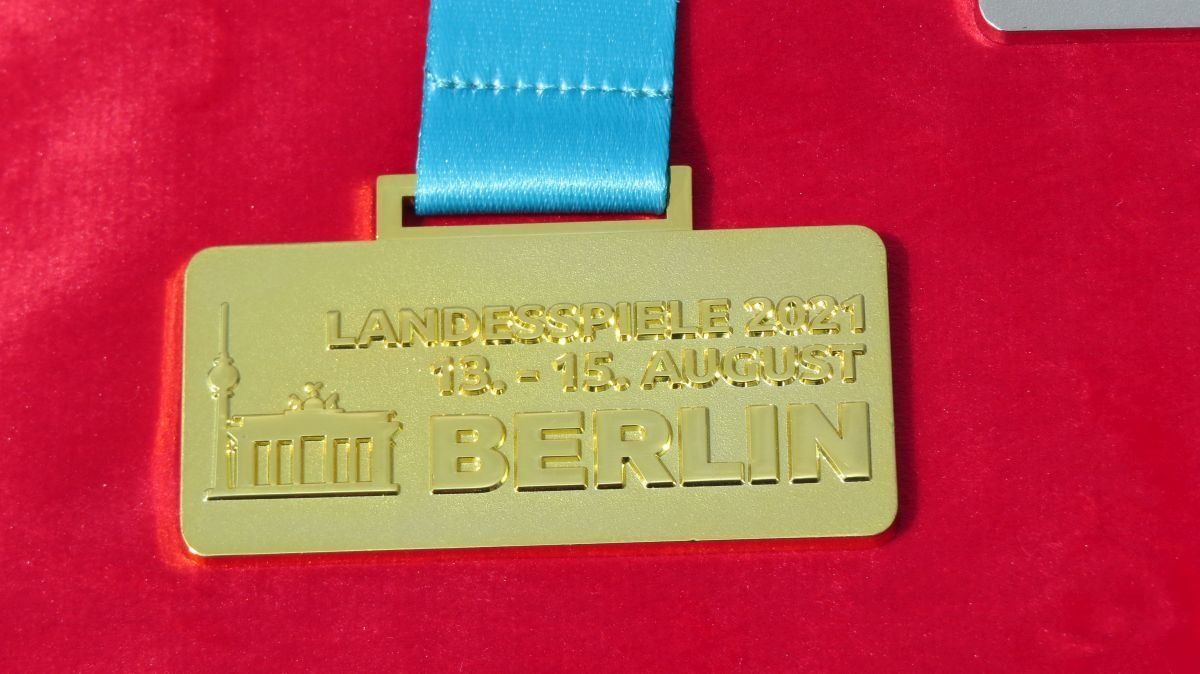 LANDESSPIELE 2021
13. - 15. AUGUST
BERLIN